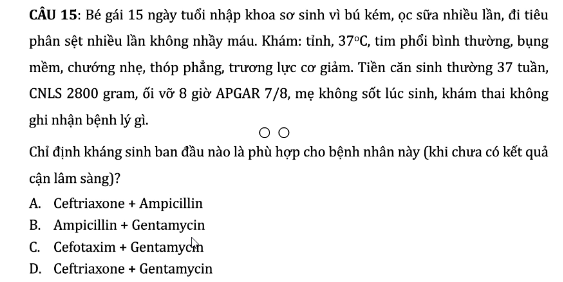 CÂU 15: Bé gái 15 ngày tuổi nhập khoa sơ sinh vì bú kém, ọc sữa nhiều lần, đi tiêu
phân sệt nhiều lần không nhầy máu. Khám: tỉnh, 37ºC, tim phổi bình thường, bụng
mềm, chướng nhẹ, thóp phẳng, trương lực cơ giảm. Tiền căn sinh thường 37 tuần,
CNLS 2800 gram, ối vỡ 8 giờ APGAR 7/8, mẹ không sốt lúc sinh, khám thai không
ghi nhận bệnh lý gì.
Chỉ định kháng sinh ban đầu nào là phù hợp cho bệnh nhân này (khi chưa có kết quả
cận lâm sàng)?
A. Ceftriaxone + Ampicillin
B. Ampicillin + Gentamycin
C. Cefotaxim + Gentamycin
D. Ceftriaxone + Gentamycin